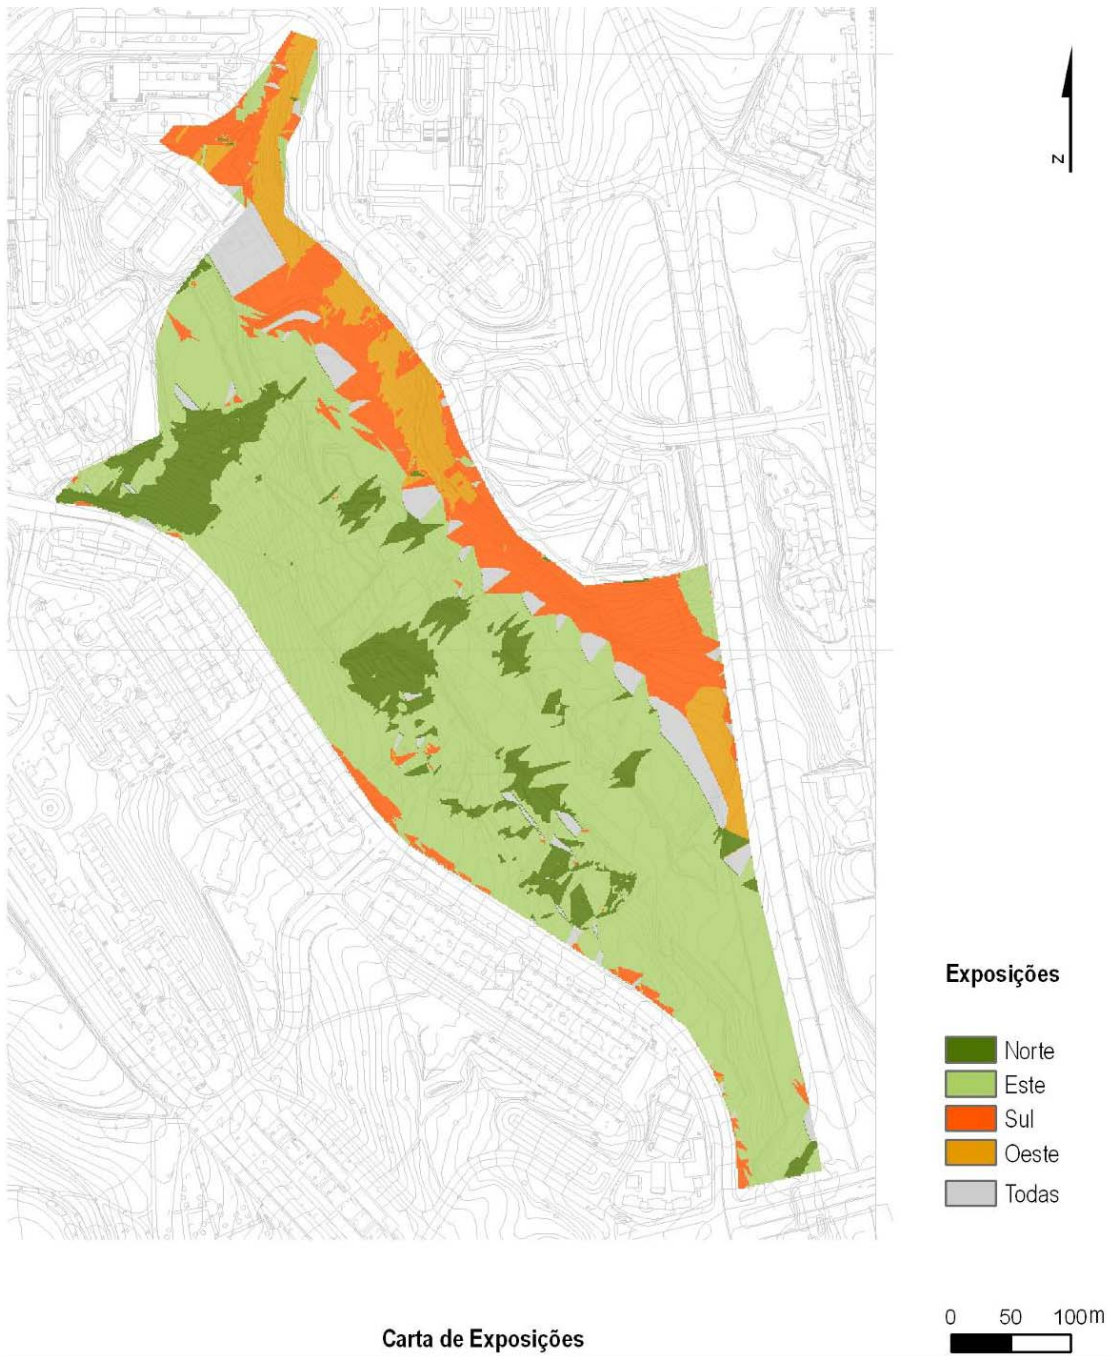 N
Exposições
Norte
Este
Sul
Oeste
Todas
0 50 100m
Carta de Exposições